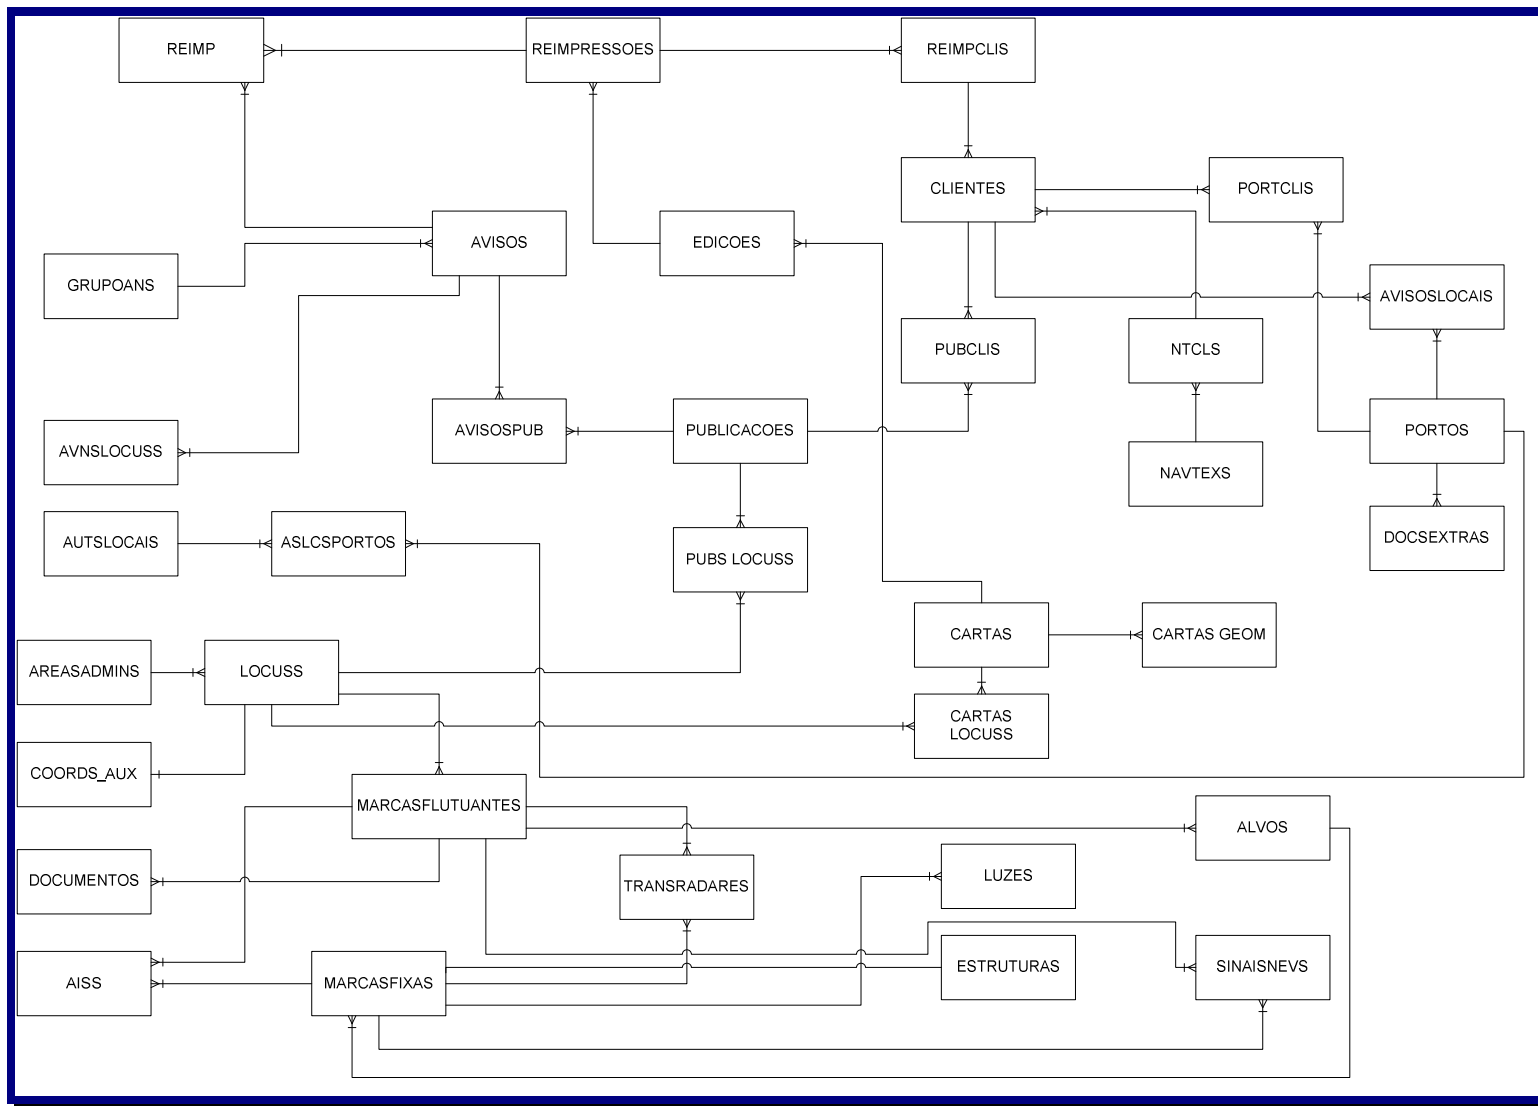 REIMP
REIMPRESSOES
REIMPCLIS
CLIENTES
PORTCLIS
AVISOS
EDICOES
GRUPOANS
AVISOSLOCAIS
PUBCLIS
NTCLS
AVNSLOCUSS
AVISOSPUB
PUBLICACOES
PORTOS
NAVTEXS
AUTSLOCAIS
ASLCSPORTOS
PUBS LOCUSS
DOCSEXTRAS
CARTAS
CARTAS GEOM
AREASADMINS
LOCUSS
CARTAS
LOCUSS
COORDS_AUX
MARCASFLUTUANTES
ALVOS
DOCUMENTOS
TRANSRADARES
LUZES
AISS
MARCASFIXAS
ESTRUTURAS
SINAISNEVS